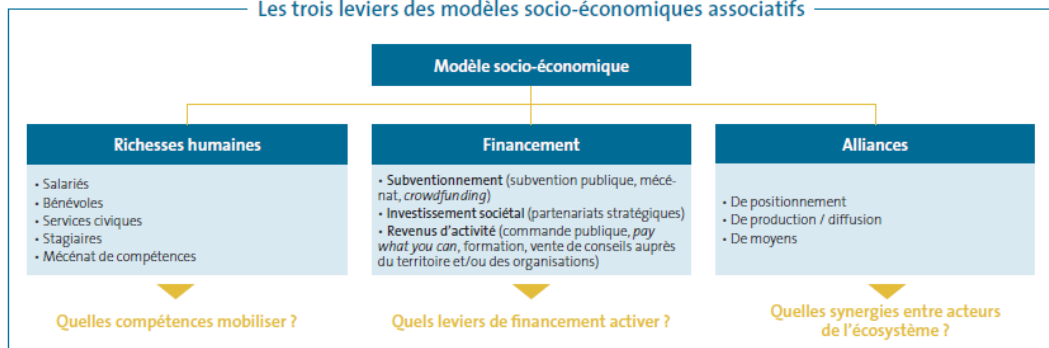 Les trois leviers des modèles socio-économiques associatifs
Modèle socio-économique
Richesses humaines
• Salariés
• Bénévoles
• Services civiques
• Stagiaires
• Mécénat de compétences
Quelles compétences mobiliser ?
Financement
• Subventionnement (subvention publique, mécé-
nat, crowdfunding)
• Investissement sociétal (partenariats stratégiques)
• Revenus d'activité (commande publique, pay
what you can, formation, vente de conseils auprès
du territoire et/ou des organisations)
Quels leviers de financement activer ?
Alliances
• De positionnement
• De production / diffusion
• De moyens
Quelles synergies entre acteurs
de l'écosystème ?